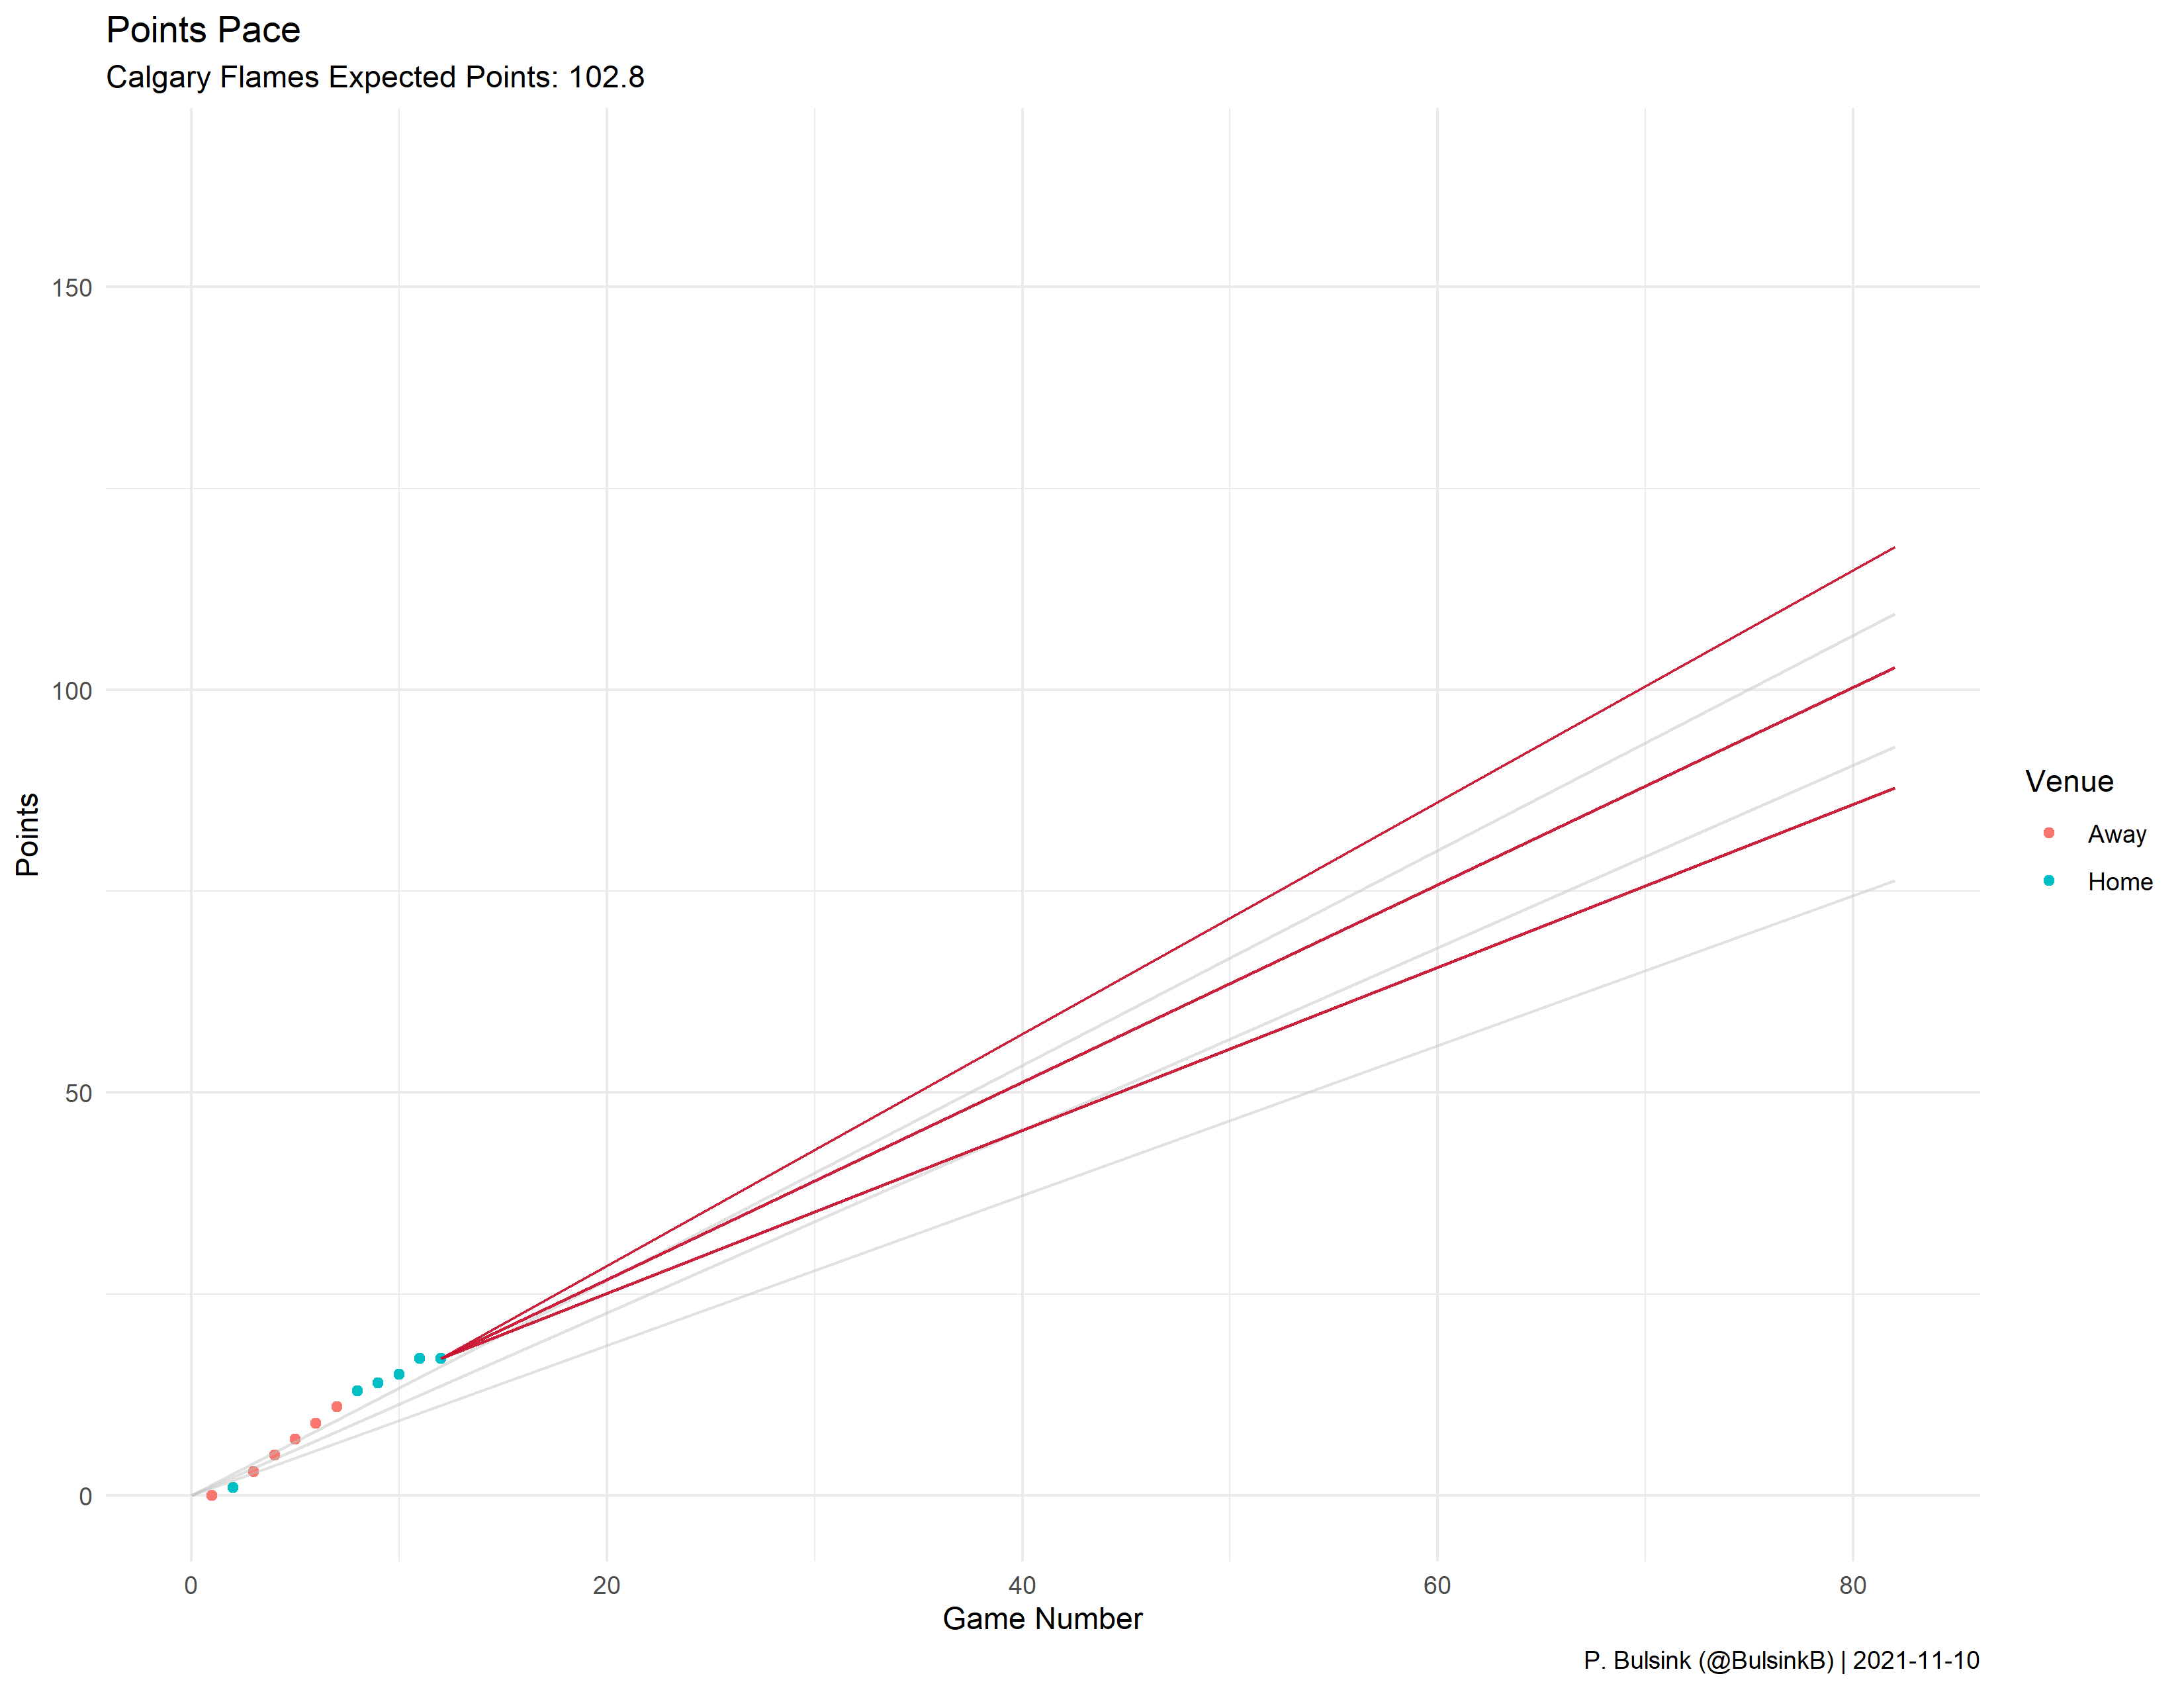 Points Pace
Calgary Flames Expected Points: 102.8
150
100
50
0
Points
0 20 40 60 80
Game Number
Venue
Away
Home
P. Bulsink (@BulsinkB) | 2021-11-10